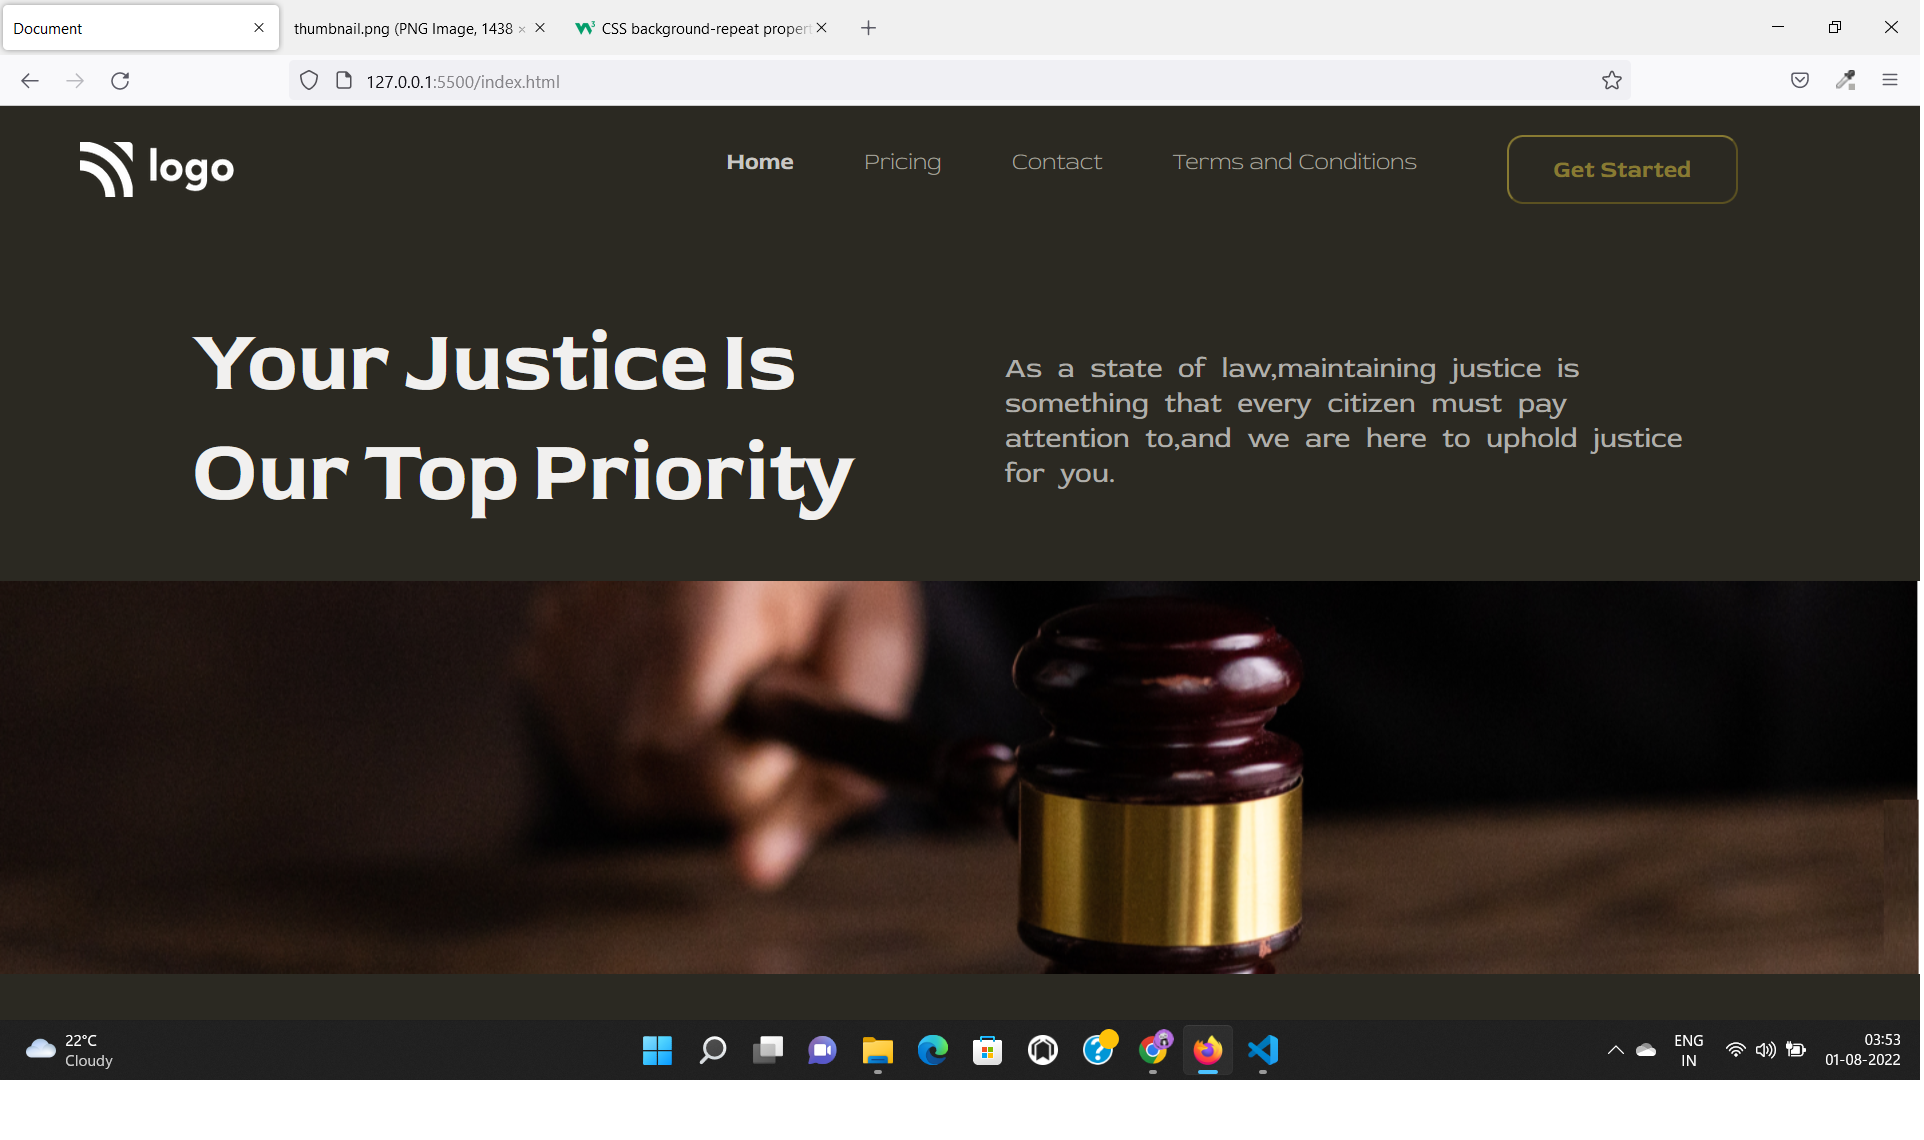 Document
thumbnail.png (PNG Image, 1438 ×
CSS background-repeat propert
127.0.0.1:5500/index.html
logo
Home
Pricing
Contact
Terms and Conditions
Get Started
Your Justice Is
Our Top Priority
As a state of law,maintaining justice is
something that every citizen must pay
attention to,and we are here to uphold justice
for you.
22°C
Cloudy
ENG
IN
03:53
01-08-2022